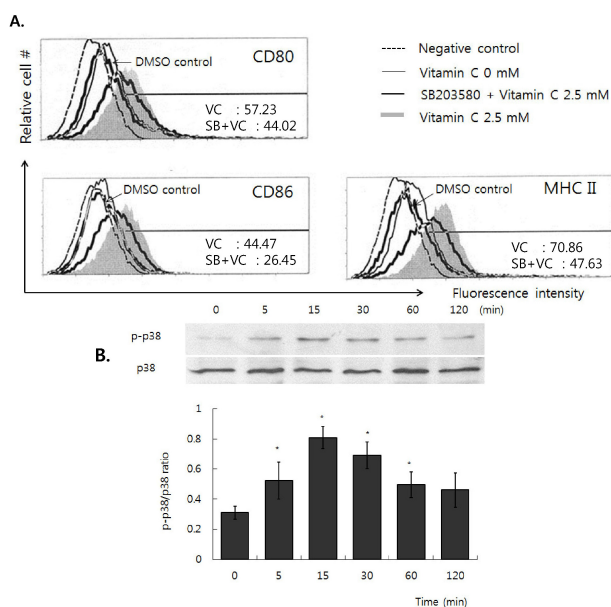 A.
Relative cell #
DMSO control
CD80
VC : 57.23
SB+VC : 44.02
Negative control
Vitamin C 0 mM
SB203580 + Vitamin C 2.5 mM
Vitamin C 2.5 mM
DMSO control
CD86
VC : 44.47
SB+VC : 26.45
DMSO control
MHC II
VC : 70.86
SB+VC : 47.63
Fluorescence intensity
0 5 15 30 60 120 (min)
B.
p-p38
p38
p-p38/p38 ratio
1
0.8
0.6
0.4
0.2
0
* * * *
0 5 15 30 60 120
Time (min)